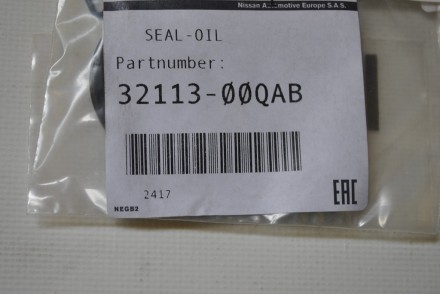 Nissan Automotive Europe S.A.S.
SEAL-OIL
Partnumber:
32113-00QAB
2417
NEGB3
EAC